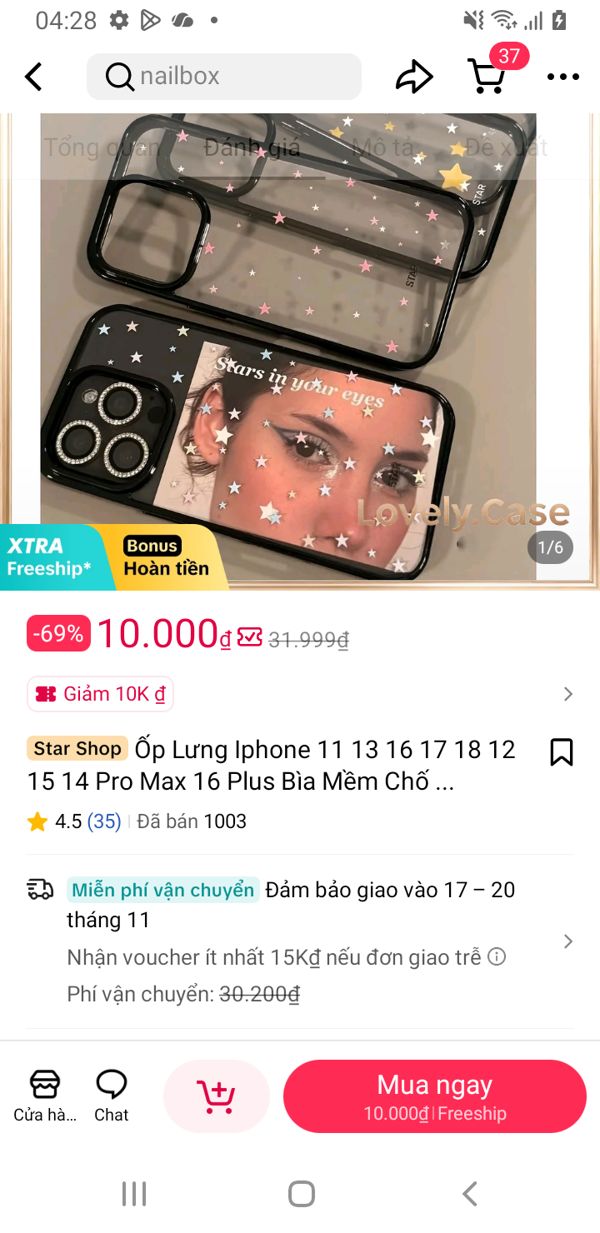 04:28
nailbox
37
Tổng quan Đánh giá Mô tả Đề xuất
STAR
STAR
Stars in your eyes
Lovely.Case
XTRA
Freeship*
Bonus
Hoàn tiền
1/6
-69% 10.000₫ 31.999₫
Giảm 10K ₫
Star Shop Ốp Lưng Iphone 11 13 16 17 18 12
15 14 Pro Max 16 Plus Bìa Mềm Chố ...
4.5 (35) Đã bán 1003
Miễn phí vận chuyển Đảm bảo giao vào 17 – 20
tháng 11
Nhận voucher ít nhất 15K₫ nếu đơn giao trễ
Phí vận chuyển: 30.200₫
Mua ngay
10.000₫ Freeship
Cửa hà... Chat